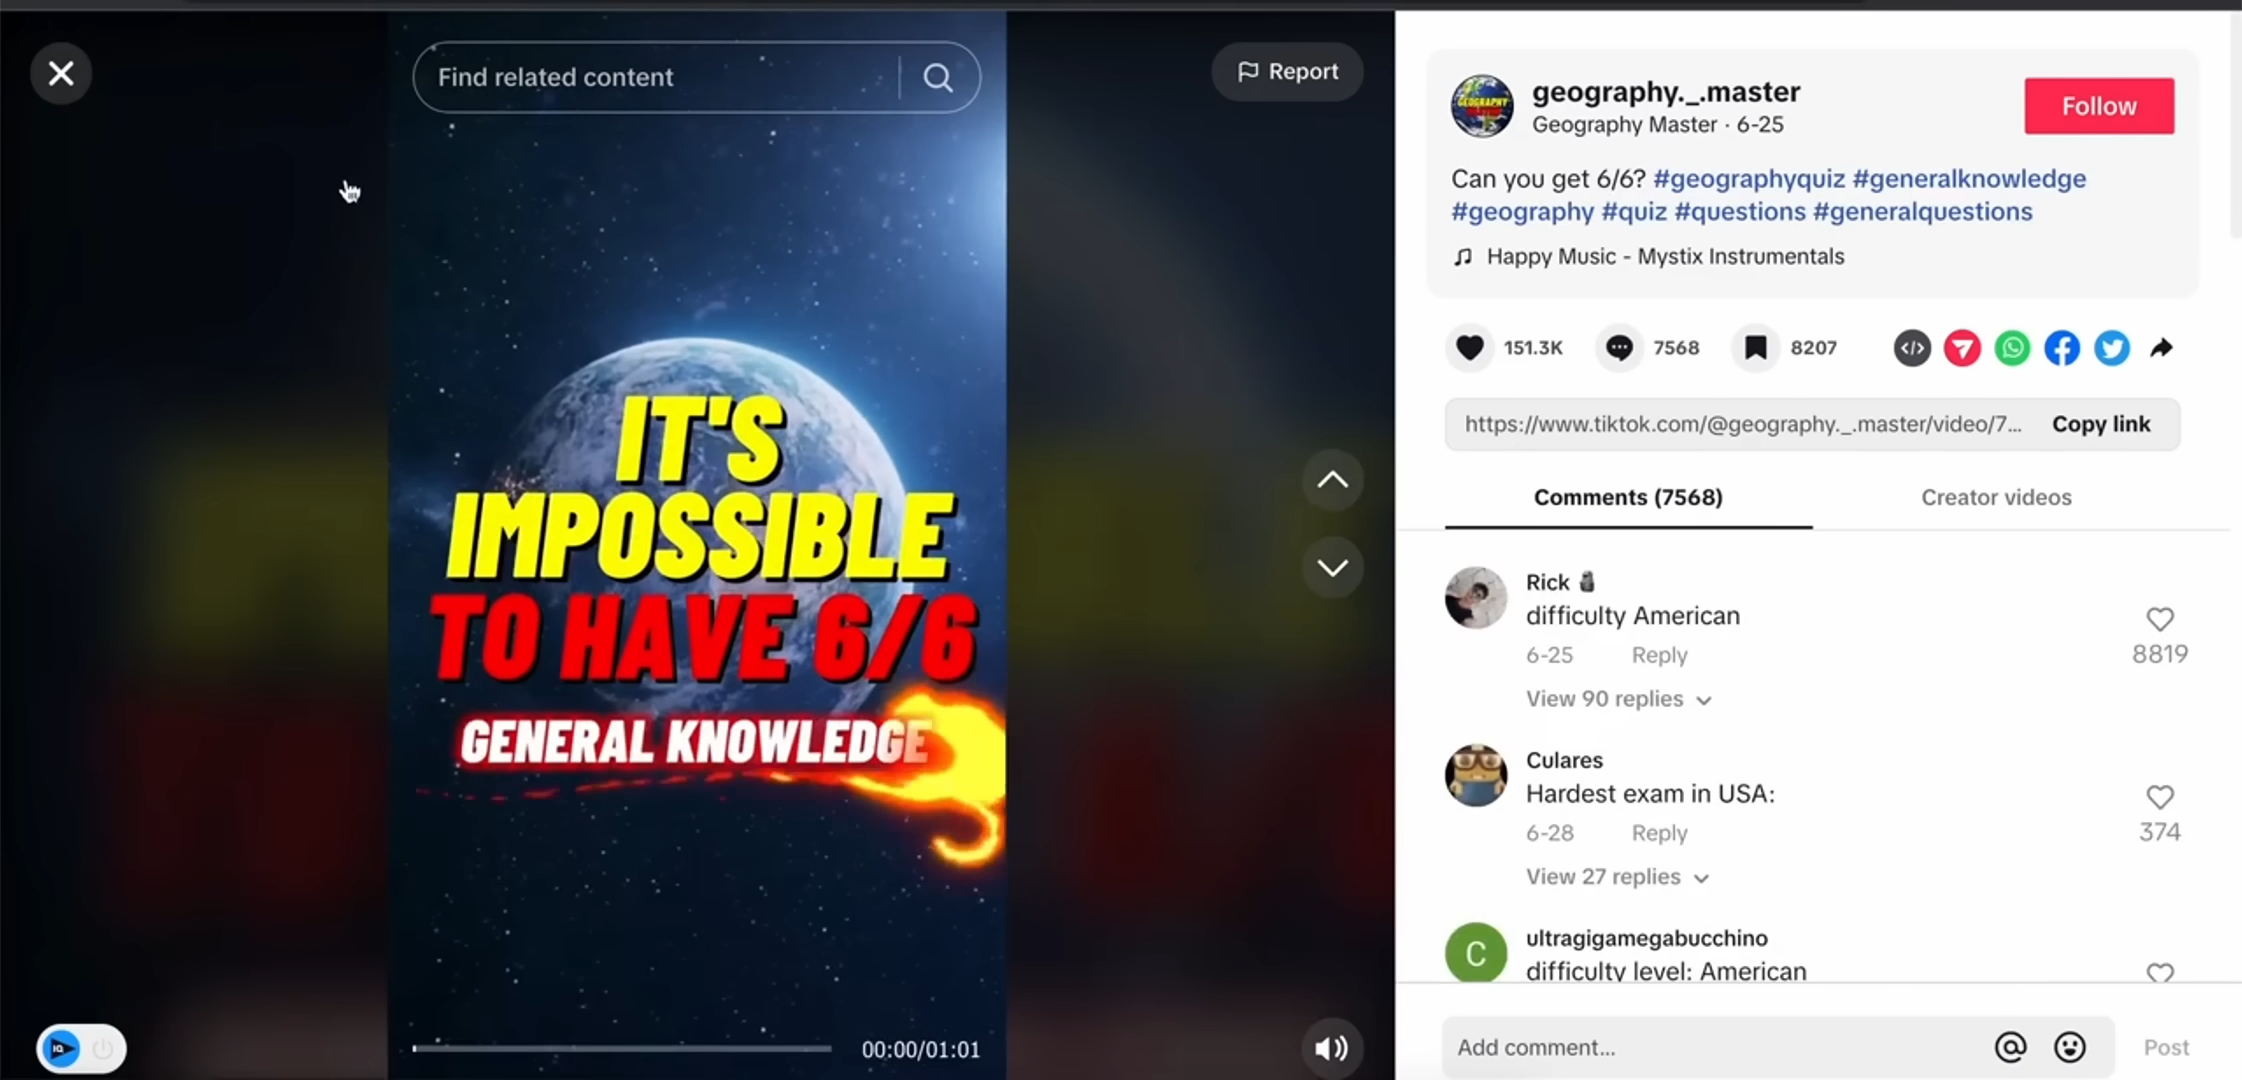 Find related content
Report
IT'S
IMPOSSIBLE
TO HAVE 6/6
GENERAL KNOWLEDGE
00:00/01:01
geography._.master
Geography Master · 6-25
Follow
Can you get 6/6? #geographyquiz #generalknowledge
#geography #quiz #questions #generalquestions
Happy Music - Mystix Instrumentals
151.3K
7568
8207
https://www.tiktok.com/@geography._.master/video/7...
Copy link
Comments (7568)
Creator videos
Rick
difficulty American
6-25 Reply
8819
View 90 replies
Culares
Hardest exam in USA:
6-28 Reply
374
View 27 replies
C
ultragigamegabucchino
difficulty level: American
Add comment...
Post